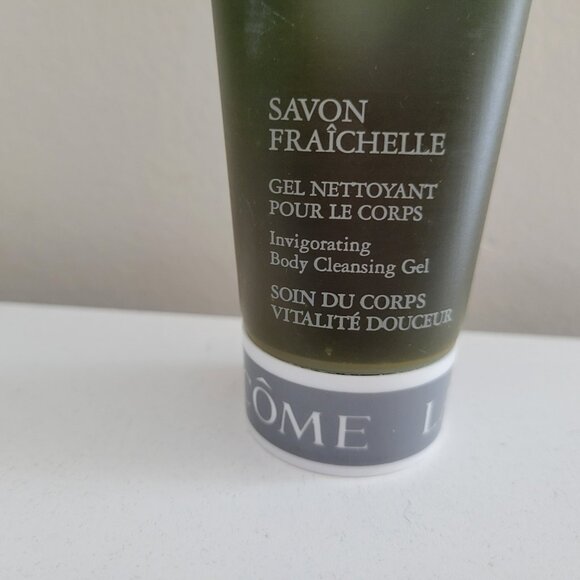 SAVON
FRAÎCHELLE
GEL NETTOYANT
POUR LE CORPS
Invigorating
Body Cleansing Gel
SOIN DU CORPS
VITALITÉ DOUCEUR
CÔME L